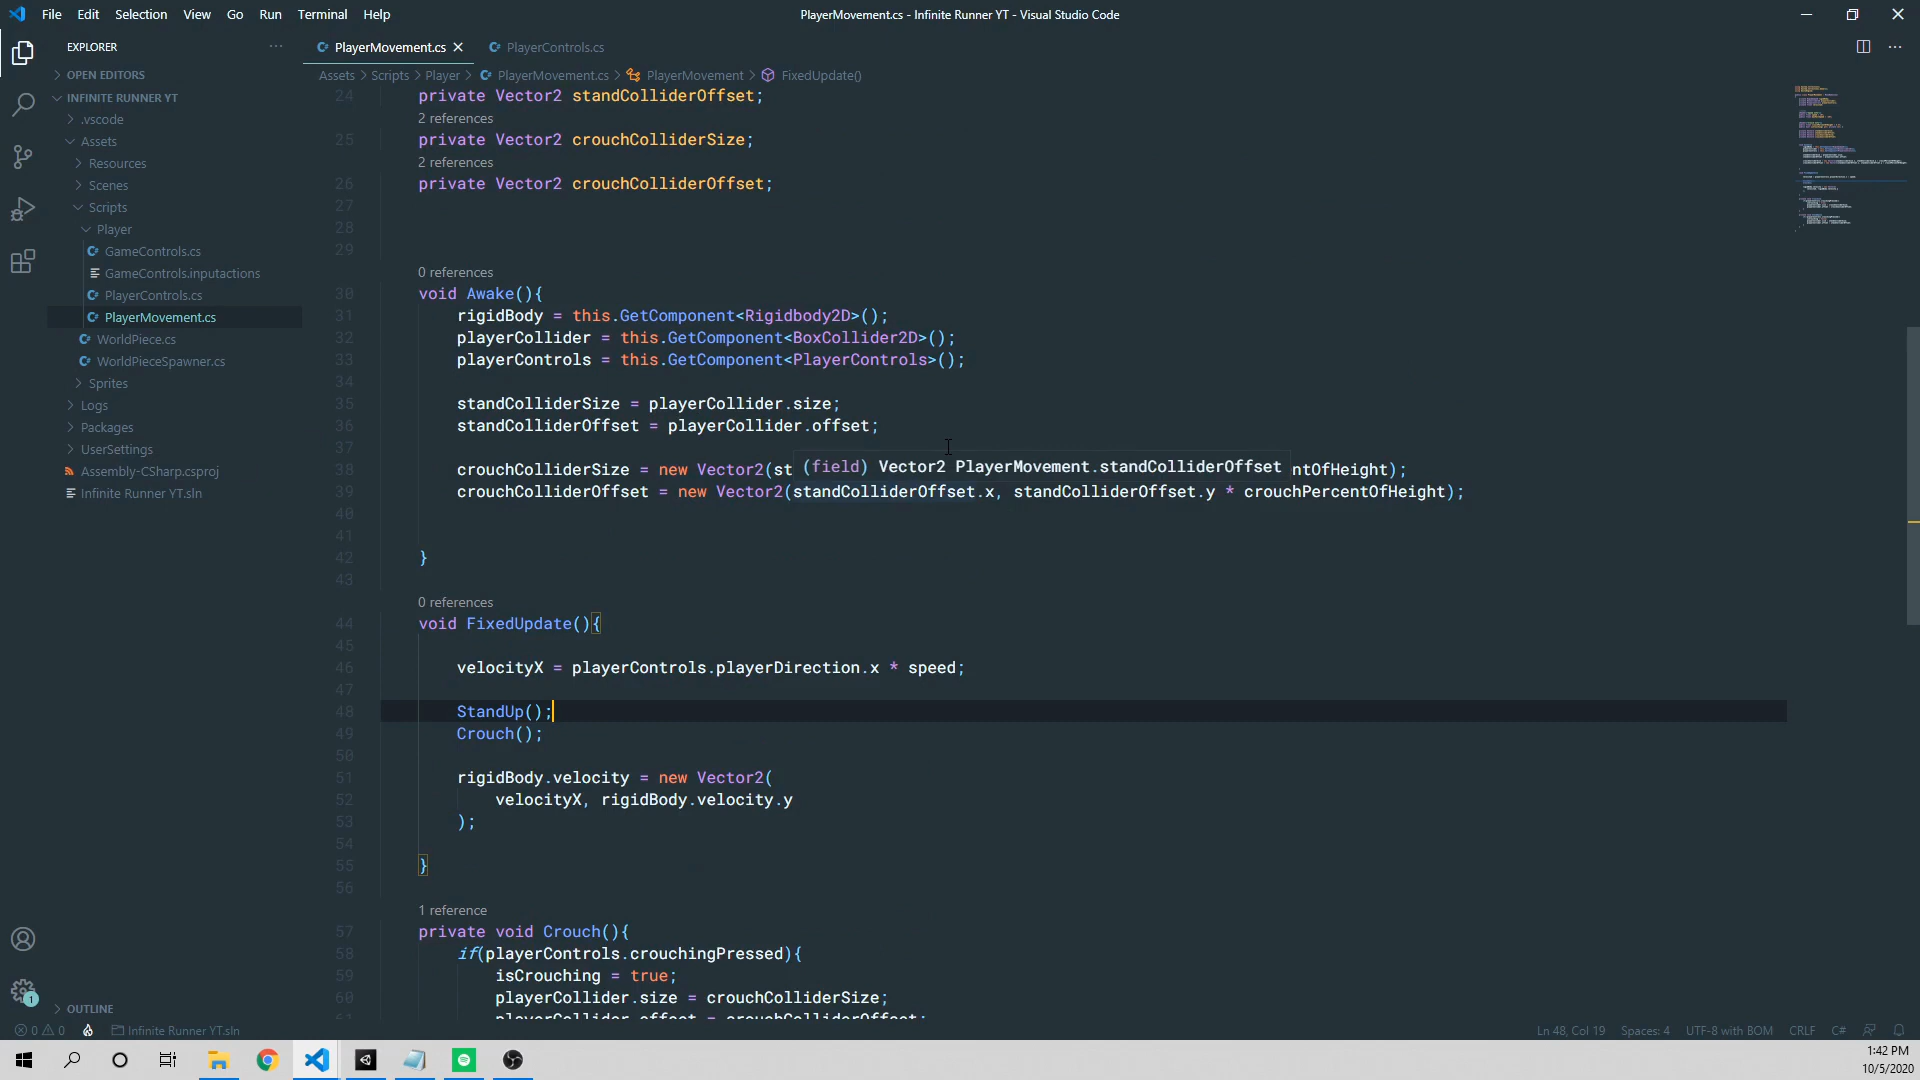 File Edit Selection View Go Run Terminal Help
PlayerMovement.cs - Infinite Runner YT - Visual Studio Code
EXPLORER
OPEN EDITORS
INFINITE RUNNER YT
.vscode
Assets
Resources
Scenes
Scripts
Player
GameControls.cs
GameControls.inputactions
PlayerControls.cs
PlayerMovement.cs
WorldPiece.cs
WorldPieceSpawner.cs
Sprites
Logs
Packages
UserSettings
Assembly-CSharp.csproj
Infinite Runner YT.sln
OUTLINE
PlayerMovement.cs PlayerControls.cs
Assets > Scripts > Player > PlayerMovement.cs > PlayerMovement > FixedUpdate()
24 private Vector2 standColliderOffset;
2 references
25 private Vector2 crouchColliderSize;
2 references
26 private Vector2 crouchColliderOffset;
27
28
29
0 references
30 void Awake(){
31 rigidBody = this.GetComponent<Rigidbody2D>();
32 playerCollider = this.GetComponent<BoxCollider2D>();
33 playerControls = this.GetComponent<PlayerControls>();
34
35 standColliderSize = playerCollider.size;
36 standColliderOffset = playerCollider.offset;
37
38 crouchColliderSize = new Vector2(st (field) Vector2 PlayerMovement.standColliderOffset ntOfHeight);
39 crouchColliderOffset = new Vector2(standColliderOffset.x, standColliderOffset.y * crouchPercentOfHeight);
40
41
42 }
43
0 references
44 void FixedUpdate(){
45
46 velocityX = playerControls.playerDirection.x * speed;
47
48 StandUp();
49 Crouch();
50
51 rigidBody.velocity = new Vector2(
52 velocityX, rigidBody.velocity.y
53 );
54
55 }
56
1 reference
57 private void Crouch(){
58 if(playerControls.crouchingPressed){
59 isCrouching = true;
60 playerCollider.size = crouchColliderSize;
61 playerCollider.offset = crouchColliderOffset;
1
0 0 Infinite Runner YT.sln
Ln 48, Col 19 Spaces: 4 UTF-8 with BOM CRLF C#
1:42 PM
10/5/2020